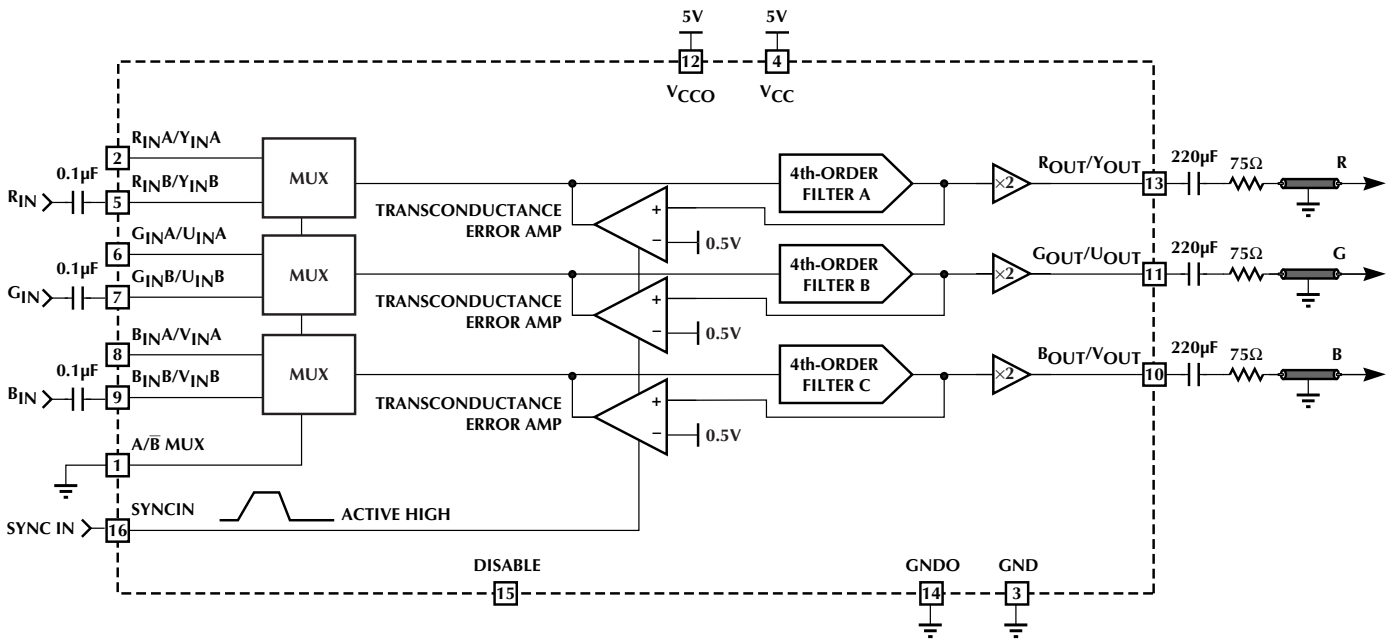 5V
5V
12
4
VCCO
VCC
RINA/YINA
2
0.1µF
RINB/YINB
RIN
5
MUX
4th-ORDER
FILTER A
×2
ROUT/YOUT
13
220µF
75Ω
R
TRANSCONDUCTANCE
ERROR AMP
+
–
0.5V
GINA/UINA
6
0.1µF
GINB/UINB
GIN
7
MUX
4th-ORDER
FILTER B
×2
GOUT/UOUT
11
220µF
75Ω
G
TRANSCONDUCTANCE
ERROR AMP
+
–
0.5V
BINA/VINA
8
0.1µF
BINB/VINB
BIN
9
MUX
4th-ORDER
FILTER C
×2
BOUT/VOUT
10
220µF
75Ω
B
TRANSCONDUCTANCE
ERROR AMP
+
–
0.5V
A/B̅ MUX
1
SYNCIN
SYNC IN
16
ACTIVE HIGH
DISABLE
15
GNDO
14
GND
3